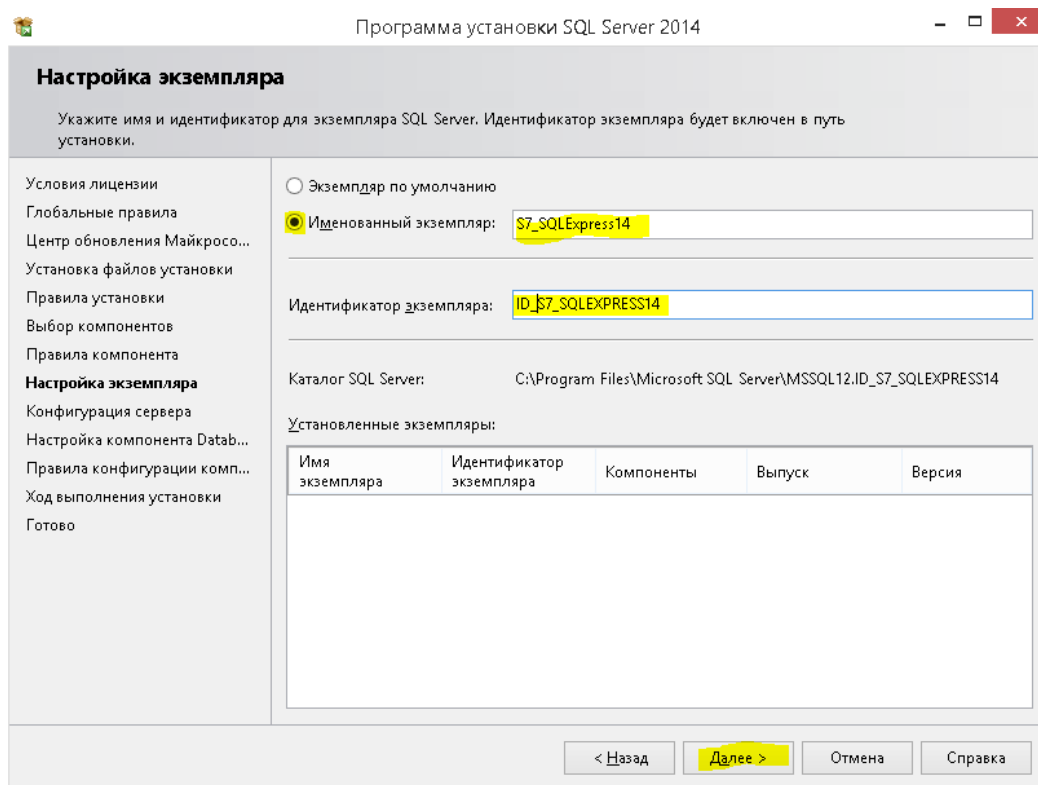 Программа установки SQL Server 2014
Настройка экземпляра
Укажите имя и идентификатор для экземпляра SQL Server. Идентификатор экземпляра будет включен в путь
установки.
Условия лицензии
Глобальные правила
Центр обновления Майкросо...
Установка файлов установки
Правила установки
Выбор компонентов
Правила компонента
Настройка экземпляра
Конфигурация сервера
Настройка компонента Datab...
Правила конфигурации комп...
Ход выполнения установки
Готово
Экземпляр по умолчанию
Именованный экземпляр: S7_SQLExpress14
Идентификатор экземпляра: ID_S7_SQLEXPRESS14
Каталог SQL Server: C:\Program Files\Microsoft SQL Server\MSSQL12.ID_S7_SQLEXPRESS14
Установленные экземпляры:
Имя экземпляра Идентификатор экземпляра Компоненты Выпуск Версия
< Назад Далее > Отмена Справка